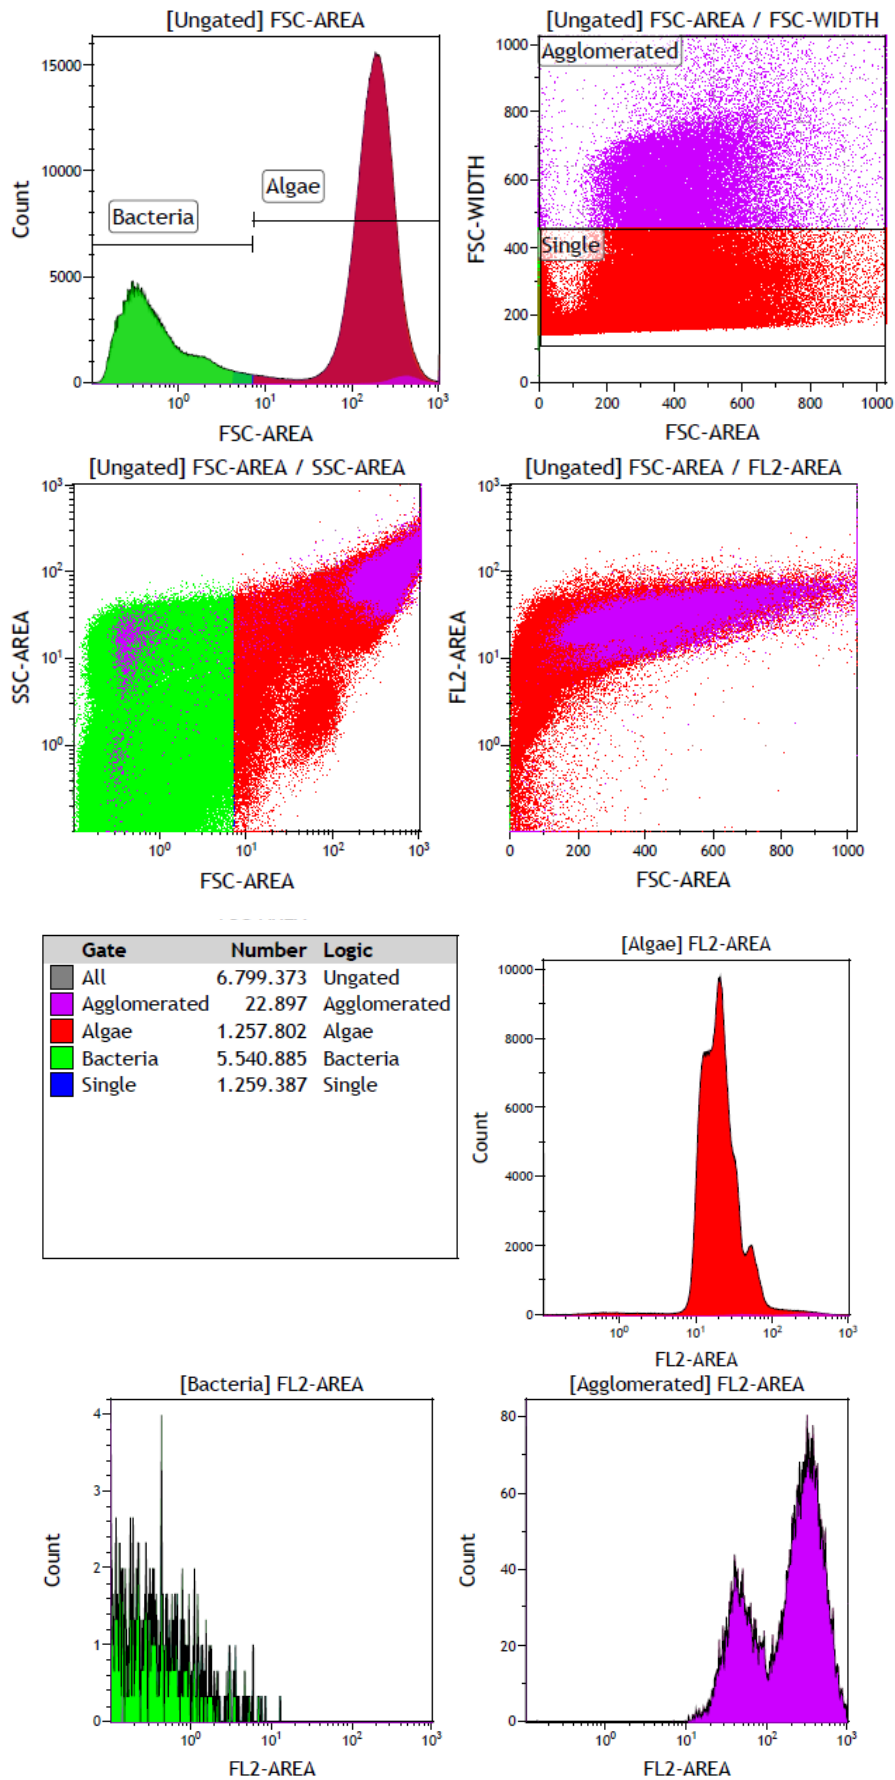 [Ungated] FSC-AREA
15000
10000
5000
0
Count
Bacteria
Algae
10⁰ 10¹ 10² 10³
FSC-AREA
[Ungated] FSC-AREA / FSC-WIDTH
1000
800
600
400
200
0
FSC-WIDTH
Agglomerated
Single
0 200 400 600 800 1000
FSC-AREA
[Ungated] FSC-AREA / SSC-AREA
10³
10²
10¹
10⁰
SSC-AREA
10⁰ 10¹ 10² 10³
FSC-AREA
[Ungated] FSC-AREA / FL2-AREA
10³
10²
10¹
10⁰
FL2-AREA
0 200 400 600 800 1000
FSC-AREA
Gate Number Logic
All 6.799.373 Ungated
Agglomerated 22.897 Agglomerated
Algae 1.257.802 Algae
Bacteria 5.540.885 Bacteria
Single 1.259.387 Single
[Algae] FL2-AREA
10000
8000
6000
4000
2000
0
Count
10⁰ 10¹ 10² 10³
FL2-AREA
[Bacteria] FL2-AREA
4
3
2
1
0
Count
10⁰ 10¹ 10² 10³
FL2-AREA
[Agglomerated] FL2-AREA
80
60
40
20
0
Count
10⁰ 10¹ 10² 10³
FL2-AREA